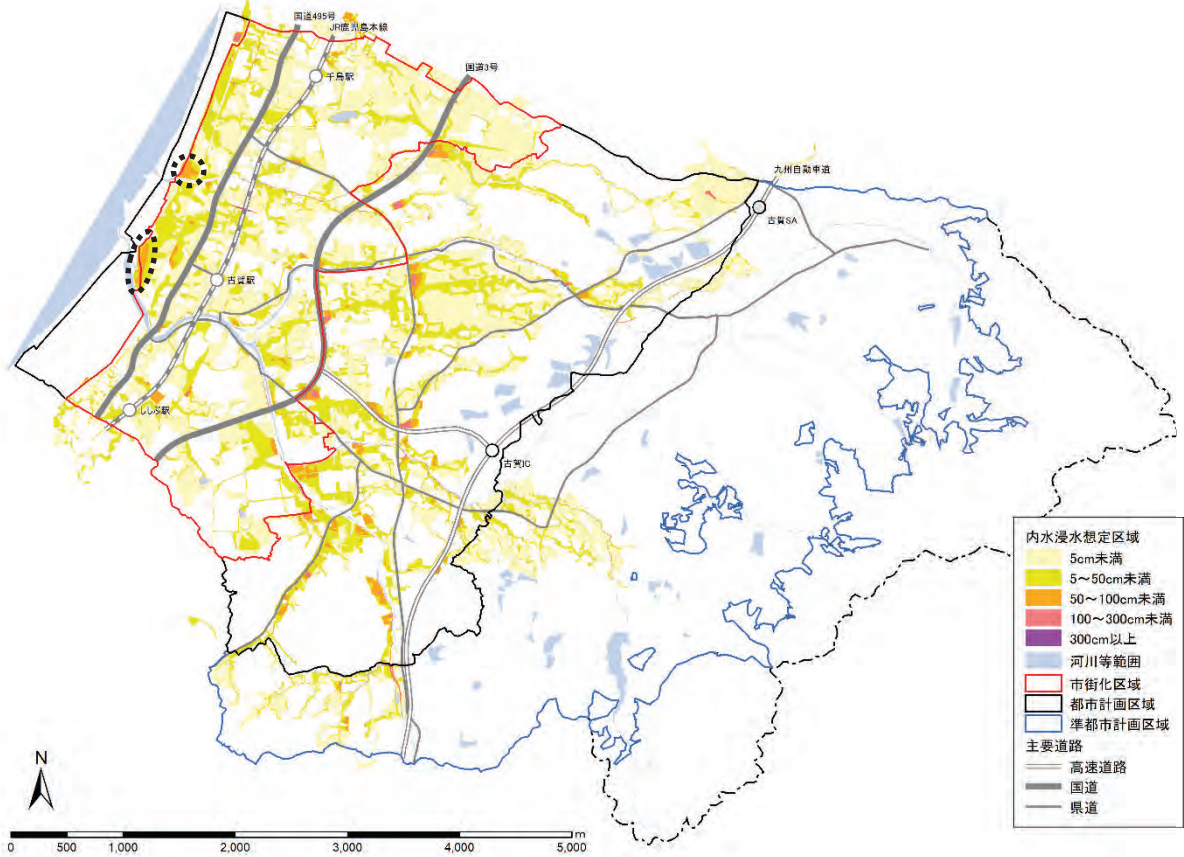 国道495号
JR鹿児島本線
千鳥駅
国道3号
九州自動車道
古賀SA
古賀駅
ししぶ駅
古賀IC
内水浸水想定区域
5cm未満
5～50cm未満
50～100cm未満
100～300cm未満
300cm以上
河川等範囲
市街化区域
都市計画区域
準都市計画区域
主要道路
高速道路
国道
県道
N
0 500 1,000 2,000 3,000 4,000 5,000 m